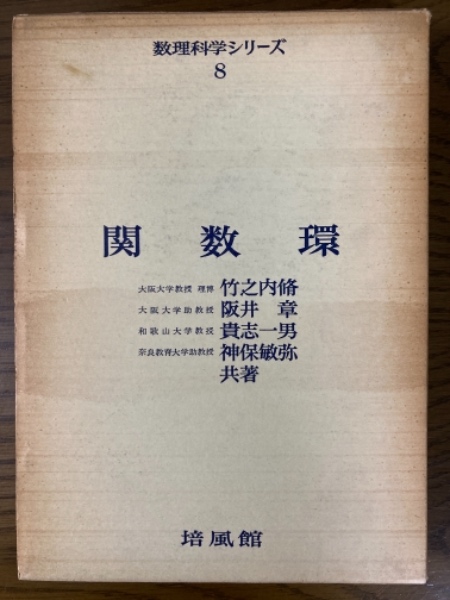 数理科学シリーズ
8
関数環
大阪大学教授 理博 竹之内脩
大阪大学助教授 阪井 章
和歌山大学教授 貴志一男
奈良教育大学助教授 神保敏弥
共著
培風館